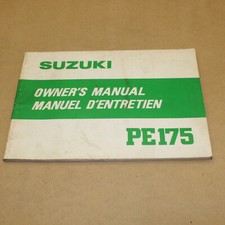 SUZUKI
OWNER'S MANUAL
MANUEL D'ENTRETIEN
PE175